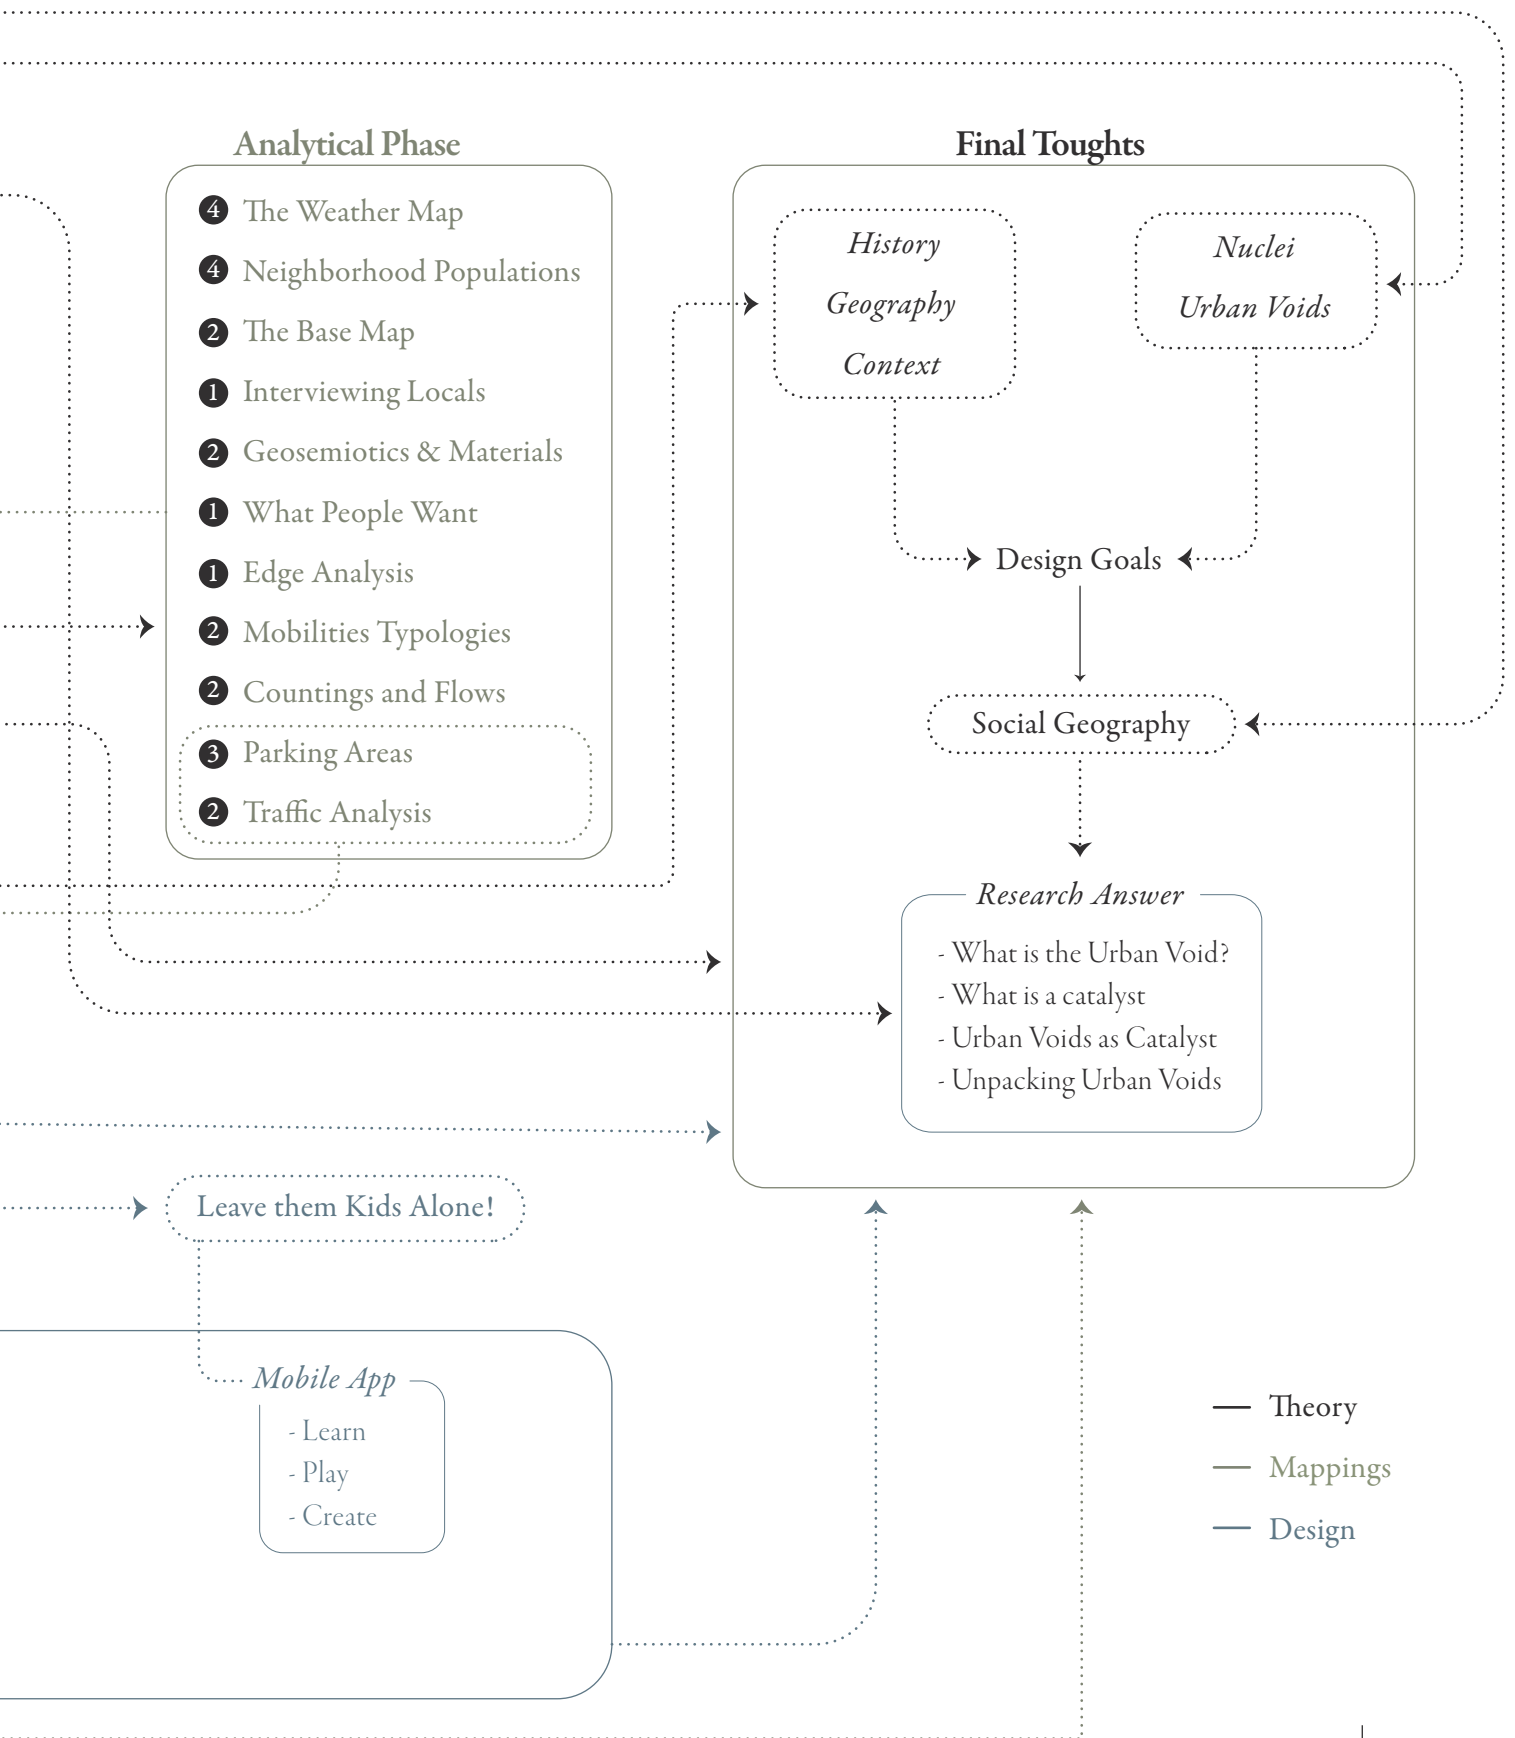 Analytical Phase
4 The Weather Map
4 Neighborhood Populations
2 The Base Map
1 Interviewing Locals
2 Geosemiotics & Materials
1 What People Want
1 Edge Analysis
2 Mobilities Typologies
2 Countings and Flows
3 Parking Areas
2 Traffic Analysis
Final Toughts
History
Geography
Context
Nuclei
Urban Voids
Design Goals
Social Geography
Research Answer
- What is the Urban Void?
- What is a catalyst
- Urban Voids as Catalyst
- Unpacking Urban Voids
Leave them Kids Alone!
Mobile App
- Learn
- Play
- Create
Theory
Mappings
Design